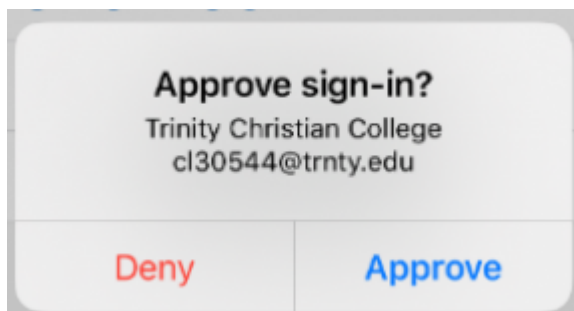 Approve sign-in?
Trinity Christian College
cl30544@trnty.edu
Deny
Approve